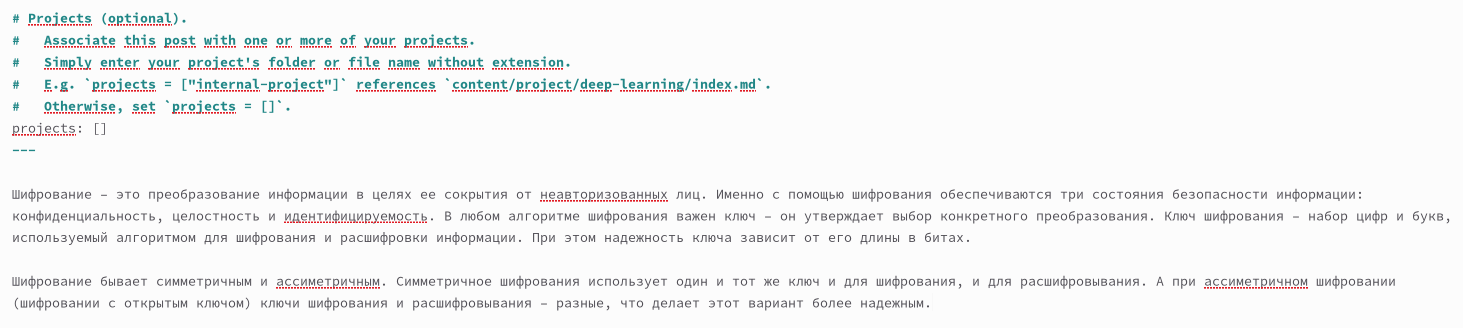 # Projects (optional).
#   Associate this post with one or more of your projects.
#   Simply enter your project's folder or file name without extension.
#   E.g. `projects = ["internal-project"]` references `content/project/deep-learning/index.md`.
#   Otherwise, set `projects = []`.
projects: []
---
Шифрование – это преобразование информации в целях ее сокрытия от неавторизованных лиц. Именно с помощью шифрования обеспечиваются три состояния безопасности информации:
конфиденциальность, целостность и идентифицируемость. В любом алгоритме шифрования важен ключ – он утверждает выбор конкретного преобразования. Ключ шифрования – набор цифр и букв,
используемый алгоритмом для шифрования и расшифровки информации. При этом надежность ключа зависит от его длины в битах.
Шифрование бывает симметричным и ассиметричным. Симметричное шифрования использует один и тот же ключ и для шифрования, и для расшифровывания. А при ассиметричном шифровании
(шифровании с открытым ключом) ключи шифрования и расшифровывания – разные, что делает этот вариант более надежным.